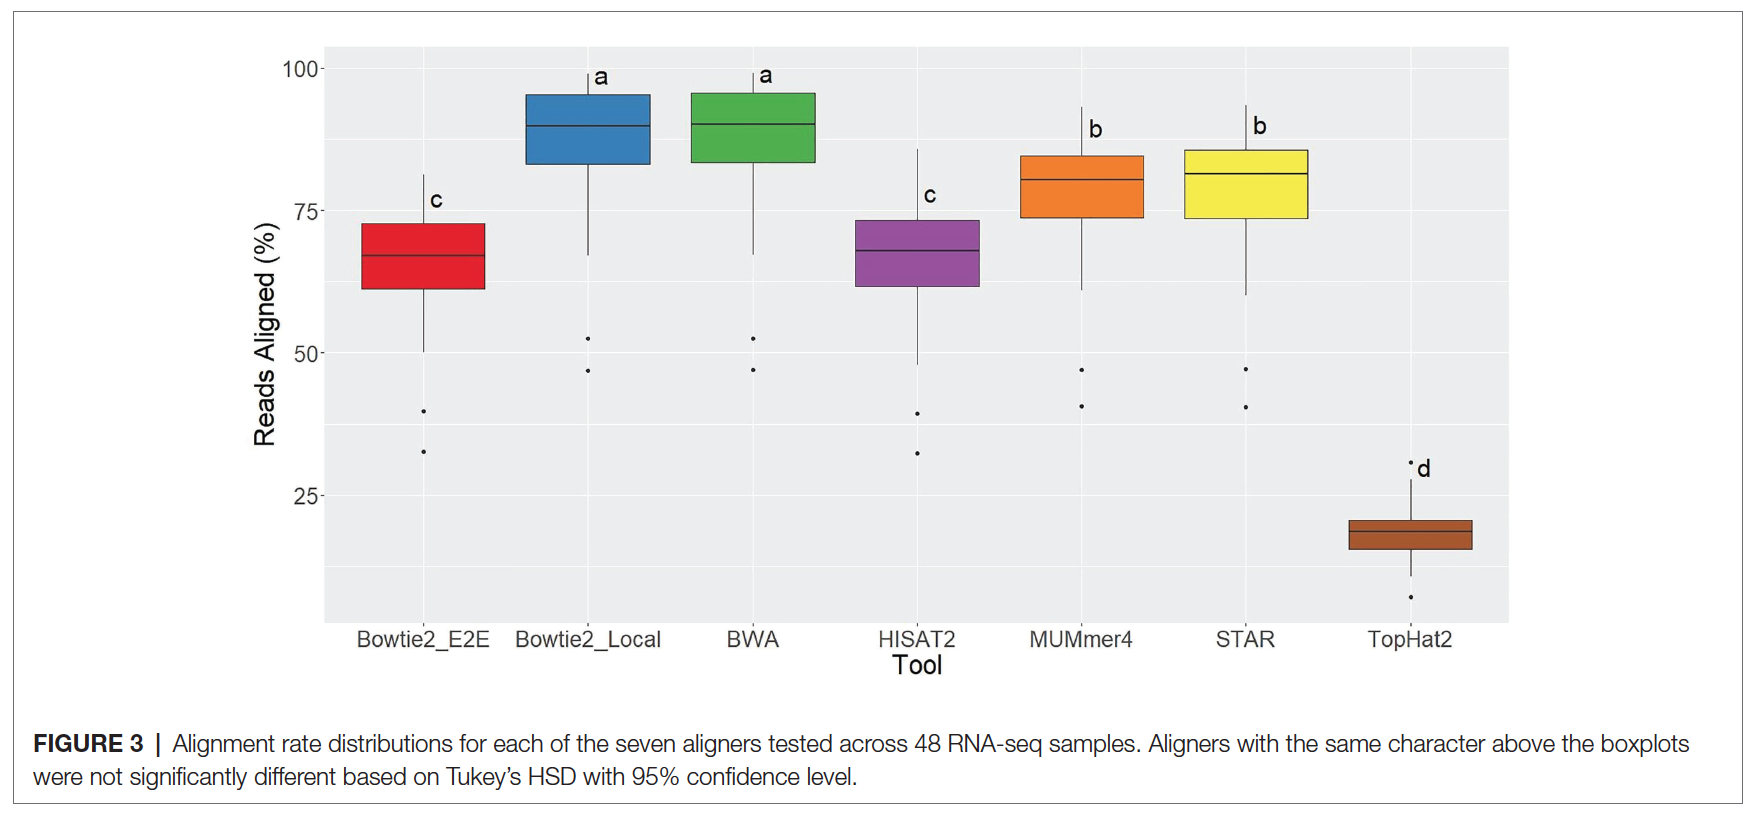 100
a
a
b
b
c
c
75
50
25
d
Reads Aligned (%)
Bowtie2_E2E Bowtie2_Local BWA HISAT2 MUMmer4 STAR TopHat2
Tool
FIGURE 3 | Alignment rate distributions for each of the seven aligners tested across 48 RNA-seq samples. Aligners with the same character above the boxplots
were not significantly different based on Tukey’s HSD with 95% confidence level.